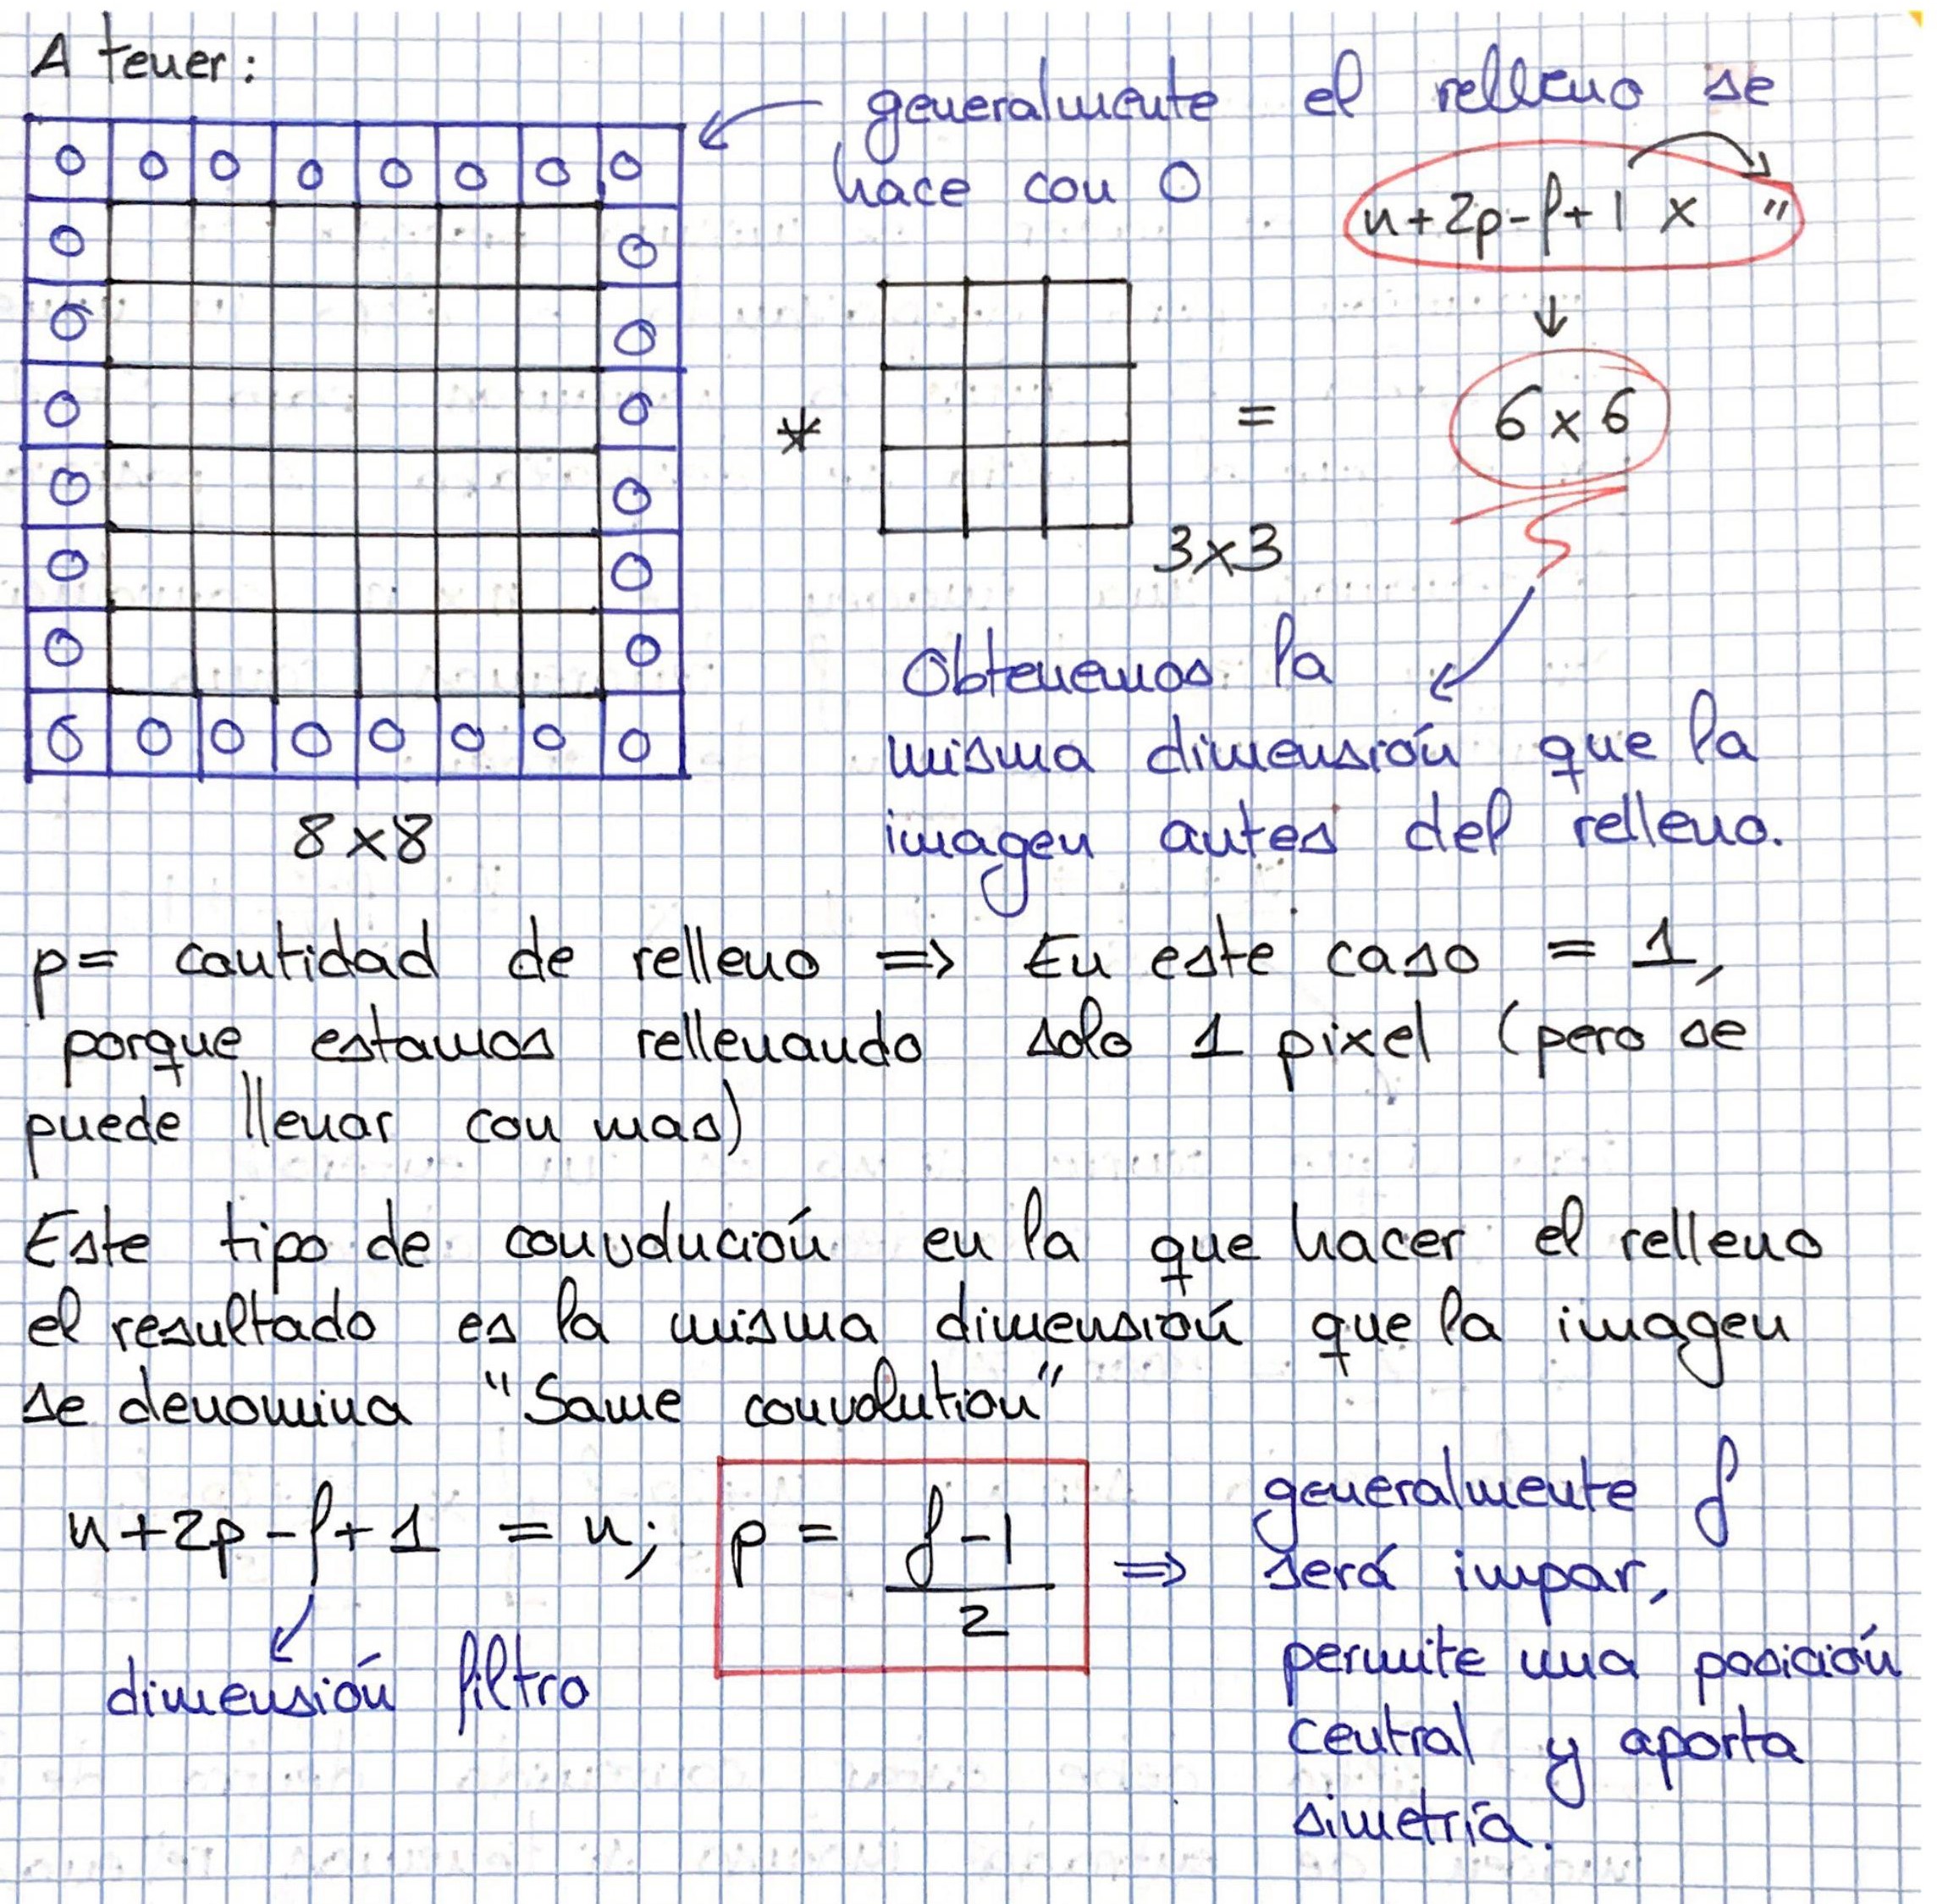 A tener:
generalmente el relleno se
hace con 0
n+2p-f+1 x "
↓
0 0 0 0 0 0 0 0
0 0
0 0
0 0
0 0
0 0
0 0
0 0 0 0 0 0 0 0
8x8
*
3x3
=
6x6
Obtenemos la
misma dimensión que la
imagen antes del relleno.
p= cantidad de relleno => En este caso = 1,
porque estamos rellenando solo 1 pixel (pero se
puede llenar con mas)
Este tipo de convolución en la que hacer el relleno
el resultado es la misma dimensión que la imagen
se denomina "Same convolution"
n+2p-f+1 = n; p = (f-1)/2 => generalmente f
será impar,
permite una posición
central y aporta
simetría.
dimensión filtro